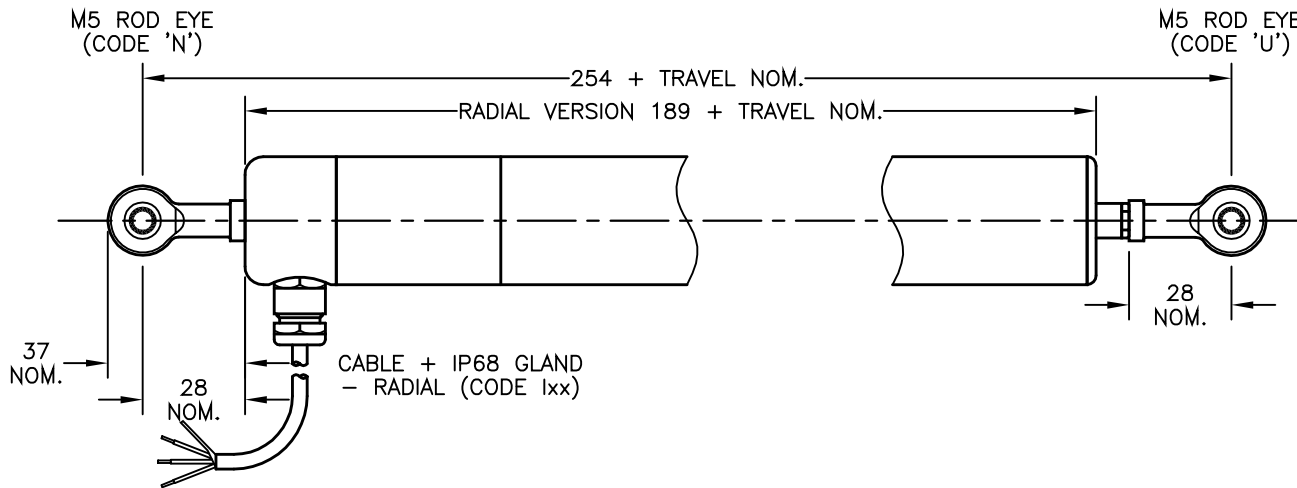 M5 ROD EYE
(CODE 'N')
M5 ROD EYE
(CODE 'U')
254 + TRAVEL NOM.
RADIAL VERSION 189 + TRAVEL NOM.
28
NOM.
37
NOM.
CABLE + IP68 GLAND
– RADIAL (CODE Ixx)
28
NOM.